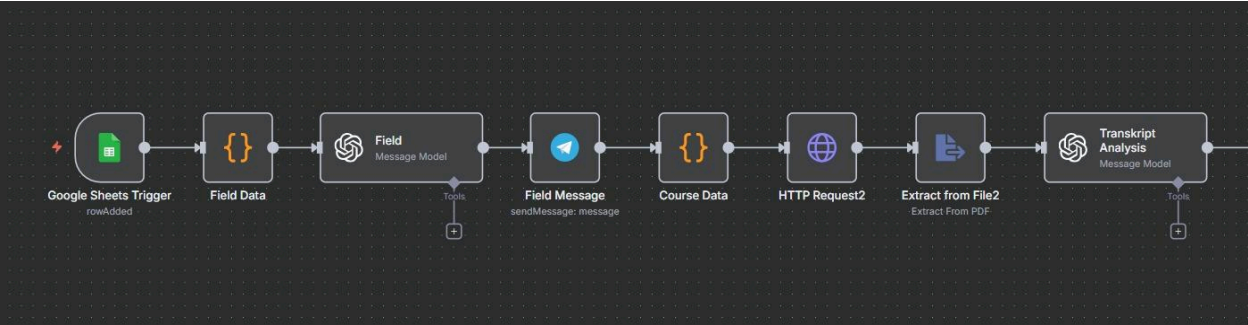 Field
Message Model
Transkript
Analysis
Message Model
Google Sheets Trigger
rowAdded
Field Data
Tools
Field Message
sendMessage: message
Course Data
HTTP Request2
Extract from File2
Extract From PDF
Tools